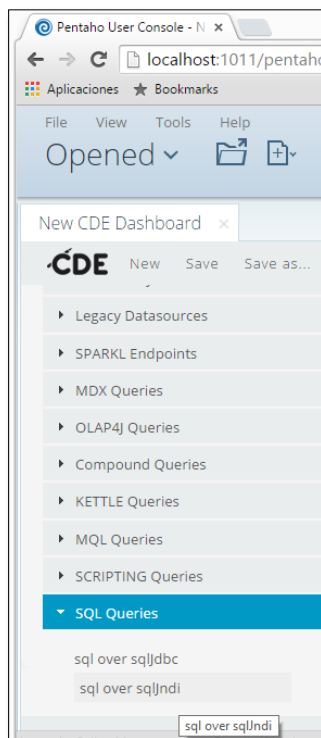 Pentaho User Console - N
localhost:1011/pentaho
Aplicaciones Bookmarks
File View Tools Help
Opened
New CDE Dashboard
CDE New Save Save as...
Legacy Datasources
SPARKL Endpoints
MDX Queries
OLAP4J Queries
Compound Queries
KETTLE Queries
MQL Queries
SCRIPTING Queries
SQL Queries
sql over sqlJdbc
sql over sqlJndi
sql over sqlJndi